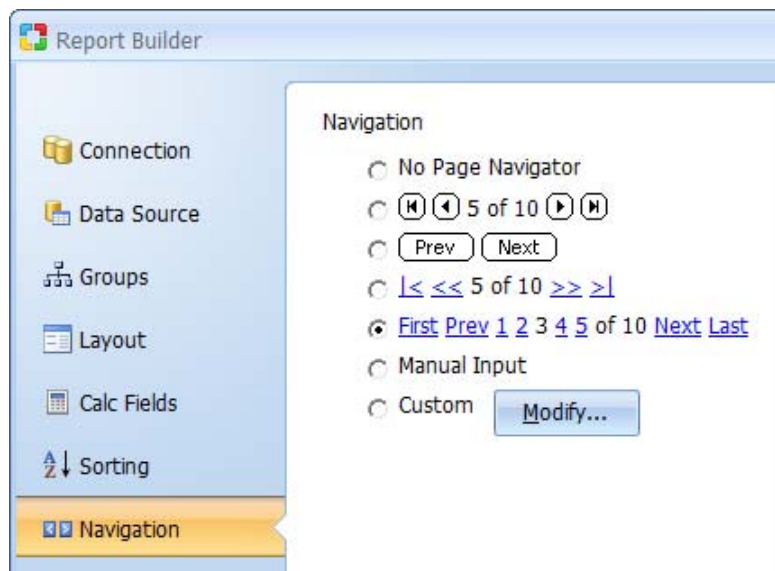 Report Builder
Connection
Data Source
Groups
Layout
Calc Fields
Sorting
Navigation
Navigation
No Page Navigator
5 of 10
Prev Next
|< << 5 of 10 >> >|
First Prev 1 2 3 4 5 of 10 Next Last
Manual Input
Custom Modify...